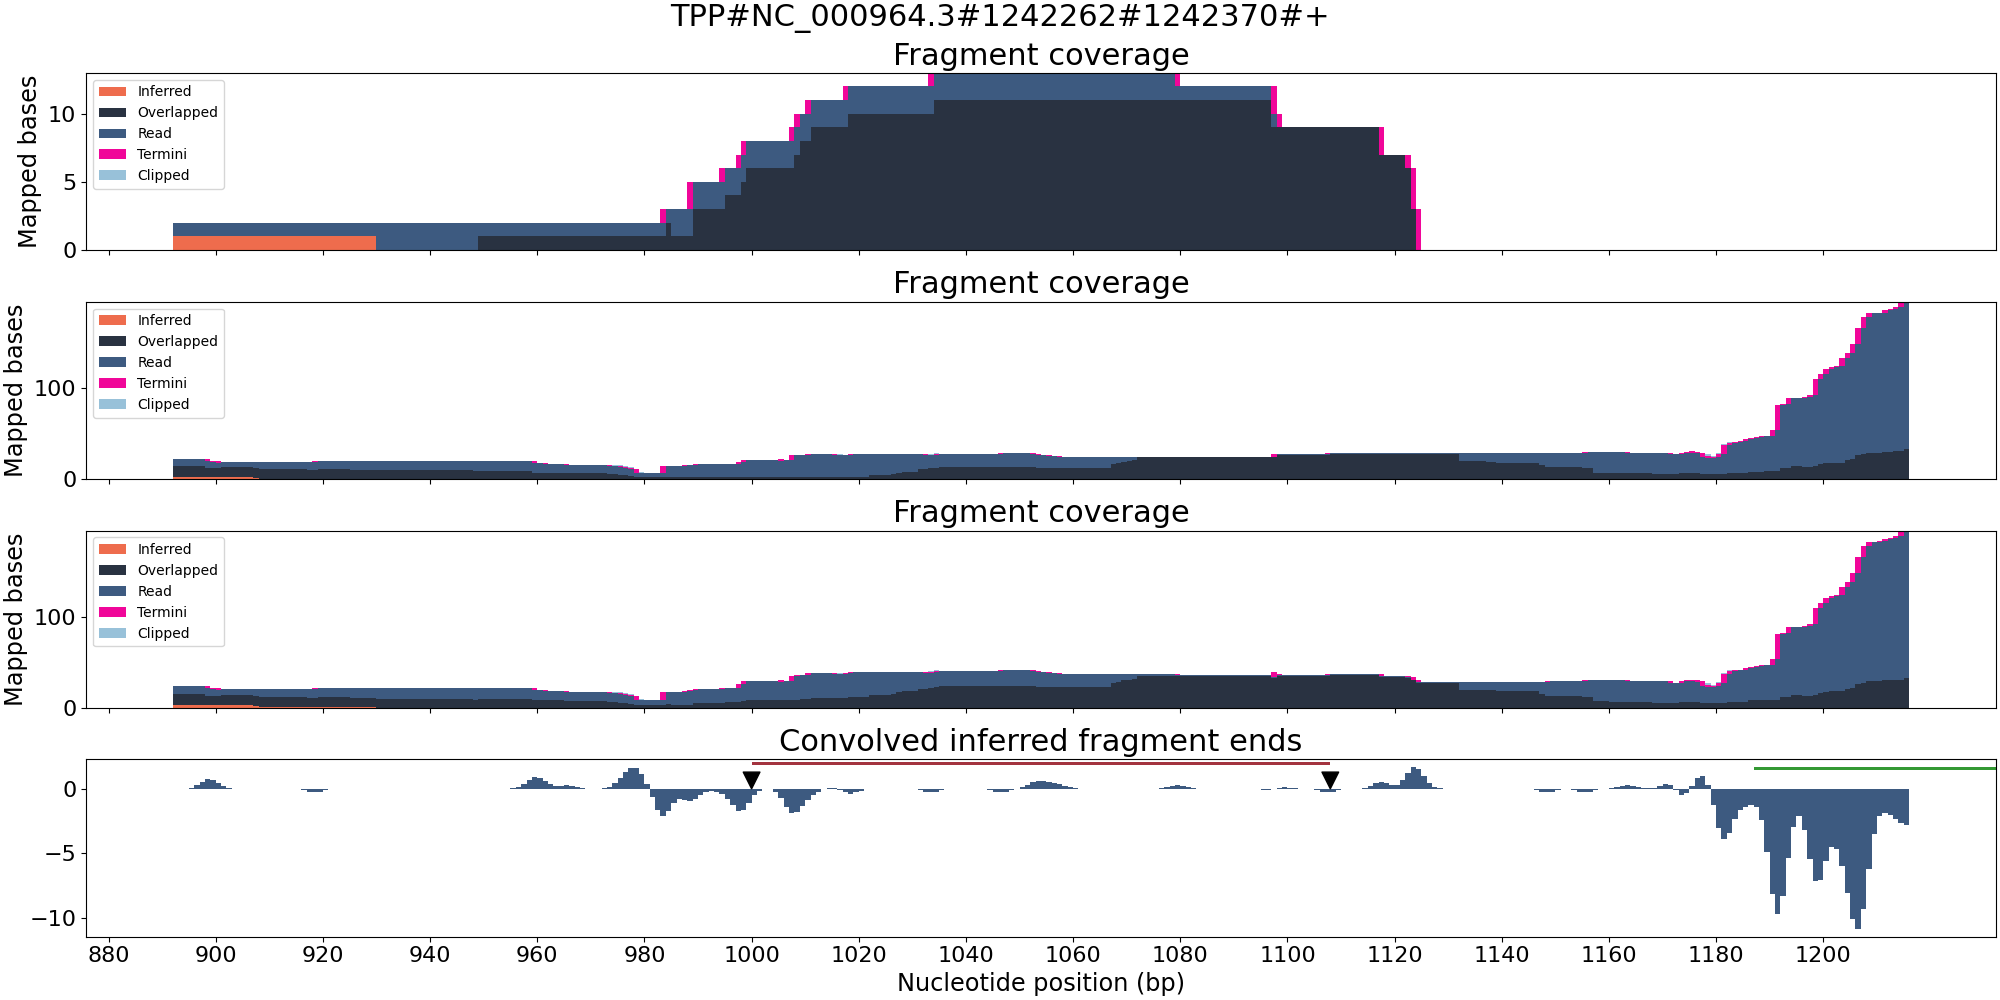 TPP#NC_000964.3#1242262#1242370#+
Fragment coverage
Mapped bases
10
5
0
Inferred
Overlapped
Read
Termini
Clipped
Fragment coverage
Mapped bases
100
0
Inferred
Overlapped
Read
Termini
Clipped
Fragment coverage
Mapped bases
100
0
Inferred
Overlapped
Read
Termini
Clipped
Convolved inferred fragment ends
0
−5
−10
880 900 920 940 960 980 1000 1020 1040 1060 1080 1100 1120 1140 1160 1180 1200
Nucleotide position (bp)